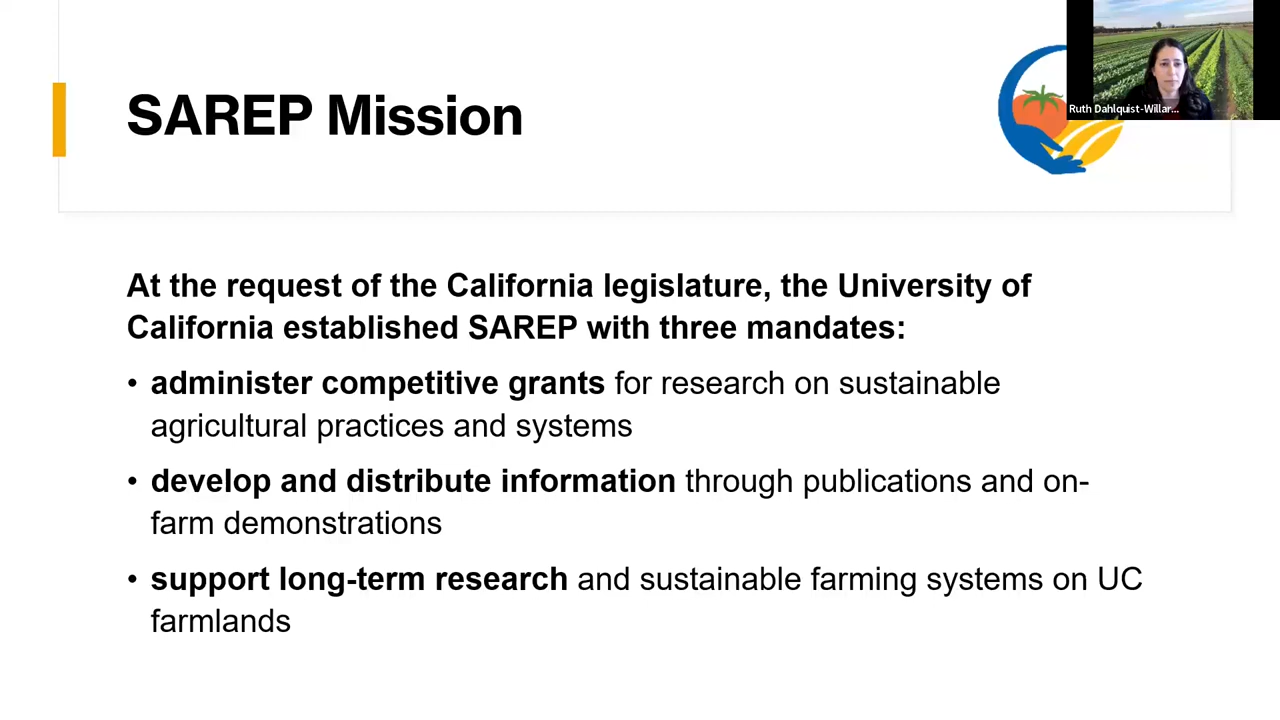 Ruth Dahlquist-Willar...
SAREP Mission
At the request of the California legislature, the University of
California established SAREP with three mandates:
• administer competitive grants for research on sustainable
agricultural practices and systems
• develop and distribute information through publications and on-
farm demonstrations
• support long-term research and sustainable farming systems on UC
farmlands